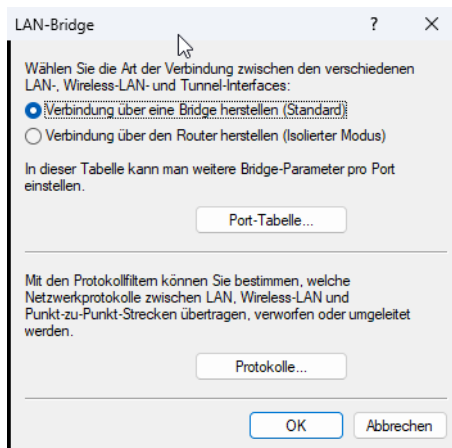 LAN-Bridge ? X
Wählen Sie die Art der Verbindung zwischen den verschiedenen
LAN-, Wireless-LAN- und Tunnel-Interfaces:
Verbindung über eine Bridge herstellen (Standard)
Verbindung über den Router herstellen (Isolierter Modus)
In dieser Tabelle kann man weitere Bridge-Parameter pro Port
einstellen.
Port-Tabelle...
Mit den Protokollfiltern können Sie bestimmen, welche
Netzwerkprotokolle zwischen LAN, Wireless-LAN und
Punkt-zu-Punkt-Strecken übertragen, verworfen oder umgeleitet
werden.
Protokolle...
OK Abbrechen